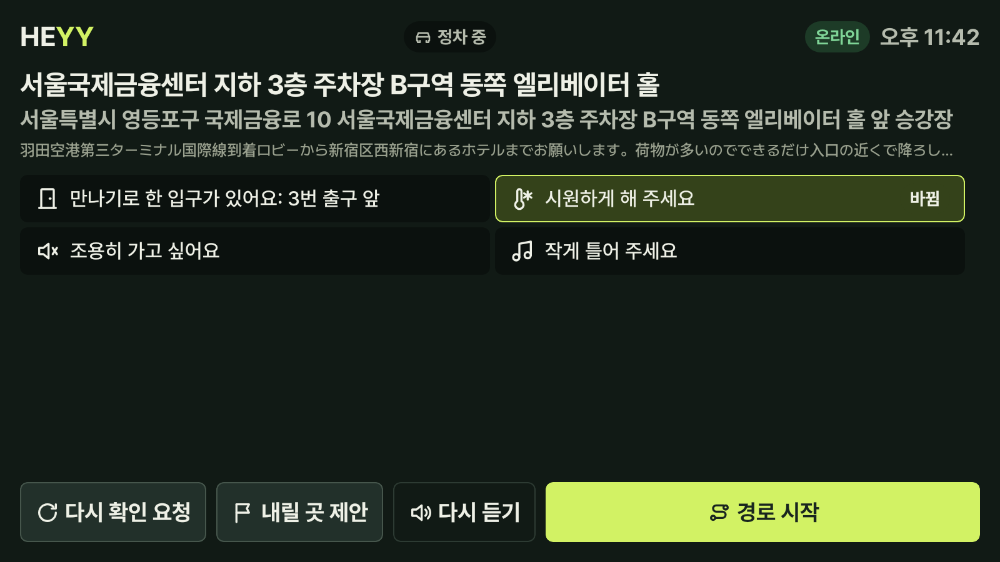 HEYY
정차 중
온라인
오후 11:42
서울국제금융센터 지하 3층 주차장 B구역 동쪽 엘리베이터 홀
서울특별시 영등포구 국제금융로 10 서울국제금융센터 지하 3층 주차장 B구역 동쪽 엘리베이터 홀 앞 승강장
羽田空港第三ターミナル国際線到着ロビーから新宿区西新宿にあるホテルまでお願いします。荷物が多いのでできるだけ入口の近くで降ろし...
만나기로 한 입구가 있어요: 3번 출구 앞
시원하게 해 주세요
바뀜
조용히 가고 싶어요
작게 틀어 주세요
다시 확인 요청
내릴 곳 제안
다시 듣기
경로 시작